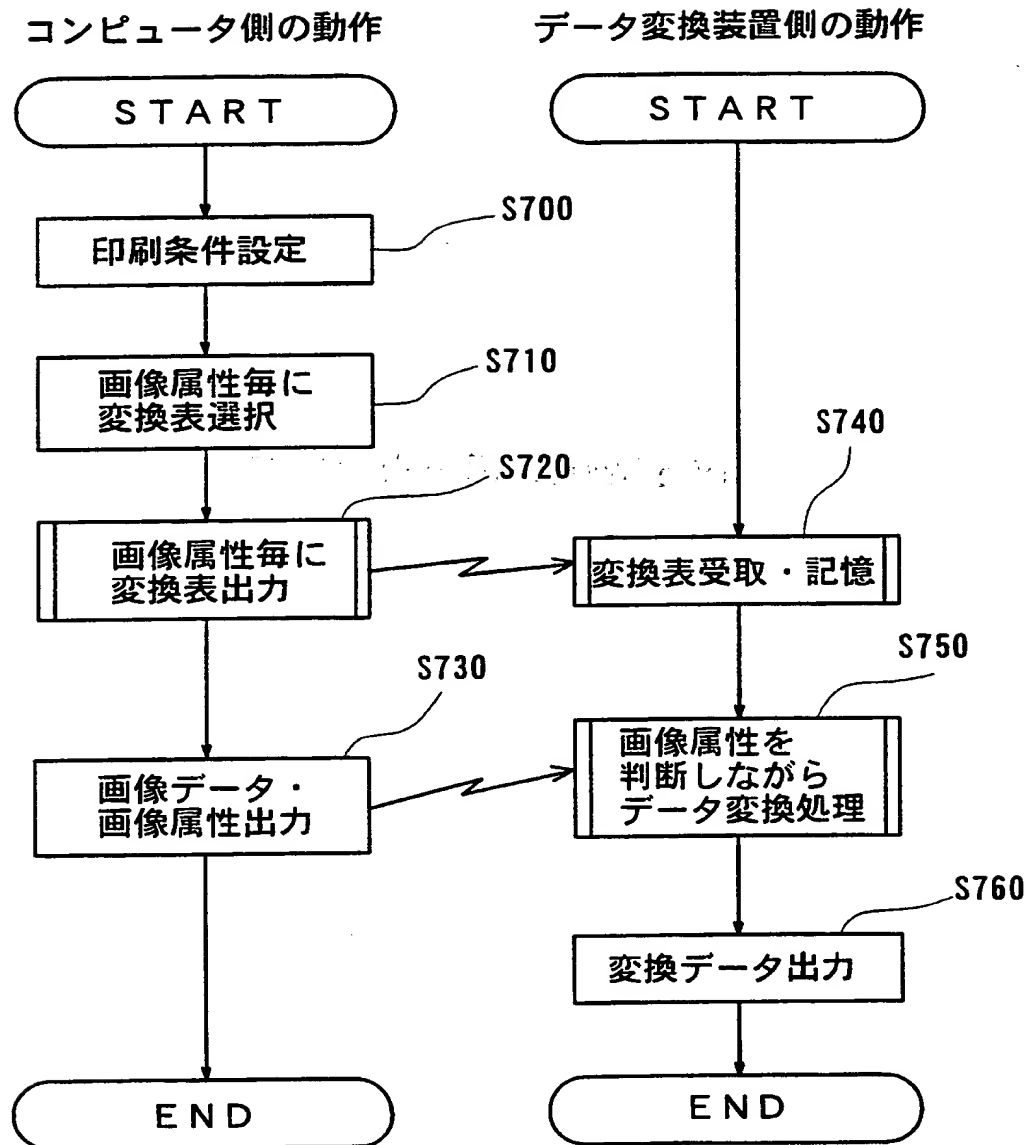 コンピュータ側の動作
START
S700
印刷条件設定
S710
画像属性毎に
変換表選択
S720
画像属性毎に
変換表出力
S730
画像データ・
画像属性出力
END
データ変換装置側の動作
START
S740
変換表受取・記憶
S750
画像属性を
判断しながら
データ変換処理
S760
変換データ出力
END